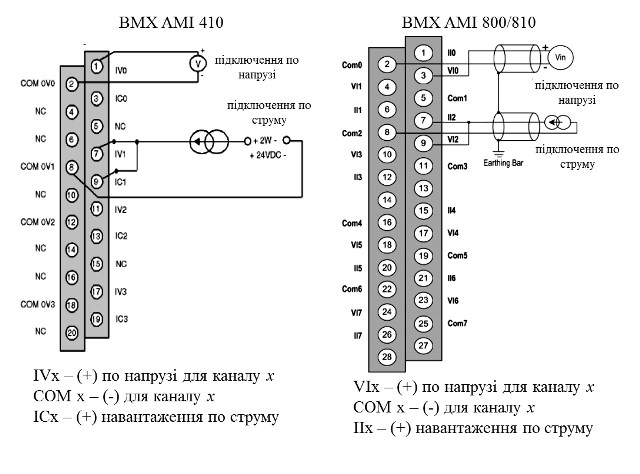 BMX AMI 410
BMX AMI 800/810
-
1
+
IV0
V
підключення по
напрузі
-
COM 0V0
2
3
IC0
NC
4
5
NC
підключення по
струму
NC
6
7
IV1
+ 2W -
+ 24VDC -
COM 0V1
8
9
IC1
NC
10
11
IV2
COM 0V2
12
13
IC2
NC
14
15
NC
NC
16
17
IV3
COM 0V3
18
19
IC3
NC
20
IVx – (+) по напрузі для каналу x
COM x – (-) для каналу x
ICx – (+) навантаження по струму
1
II0
+
Vin
-
Com0
2
3
VI0
VI1
4
5
Com1
підключення по
напрузі
II1
6
7
II2
Com2
8
9
VI2
підключення по
струму
VI3
10
Earthing Bar
11
Com3
II3
12
13
14
15
II4
Com4
16
17
VI4
VI5
18
19
Com5
II5
20
21
II6
Com6
22
23
VI6
VI7
24
25
Com7
II7
26
27
28
VIx – (+) по напрузі для каналу x
COM x – (-) для каналу x
IIx – (+) навантаження по струму